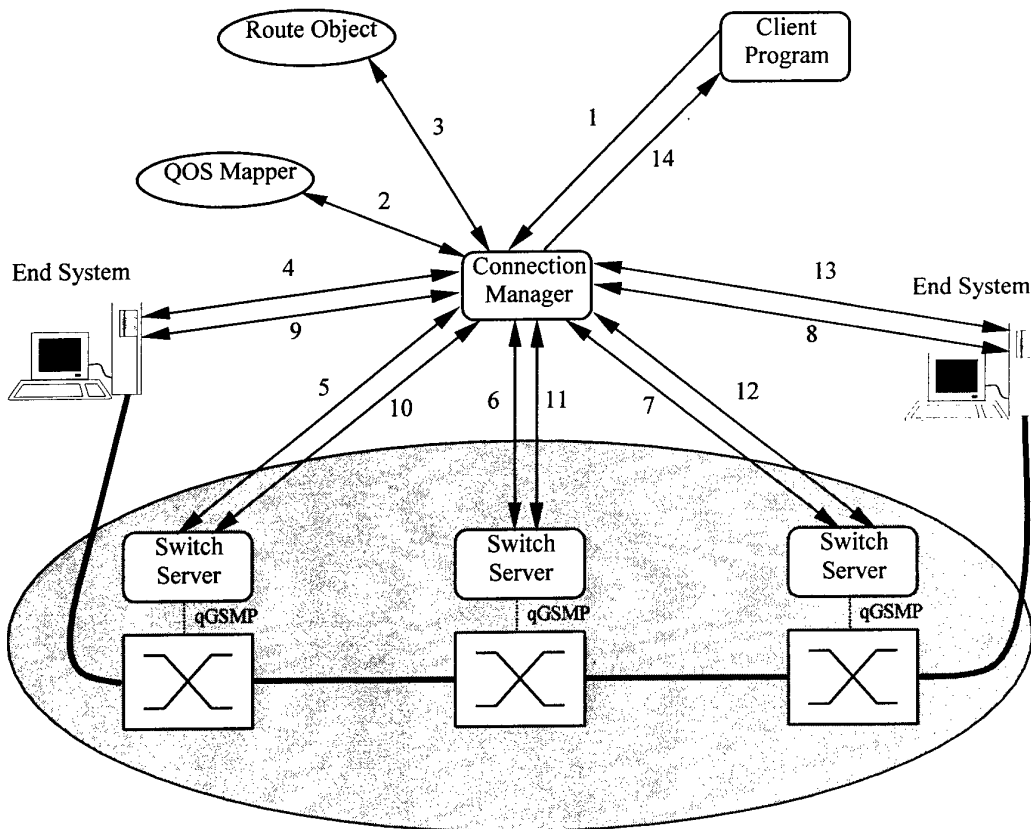 Route Object
Client
Program
1
3
14
QOS Mapper
2
Connection
Manager
End System
4
13
End System
9
8
5
10
6
11
7
12
Switch
Server
Switch
Server
Switch
Server
qGSMP
qGSMP
qGSMP